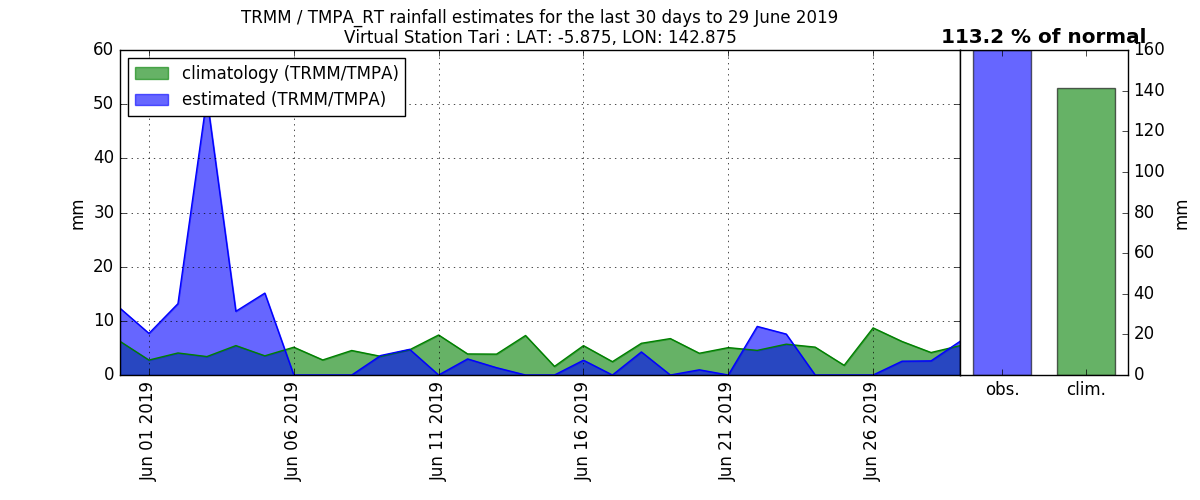 TRMM / TMPA_RT rainfall estimates for the last 30 days to 29 June 2019
Virtual Station Tari : LAT: -5.875, LON: 142.875
113.2 % of normal
climatology (TRMM/TMPA)
estimated (TRMM/TMPA)
mm
60
50
40
30
20
10
0
Jun 01 2019
Jun 06 2019
Jun 11 2019
Jun 16 2019
Jun 21 2019
Jun 26 2019
obs.
clim.
160
140
120
100
80
60
40
20
0
mm